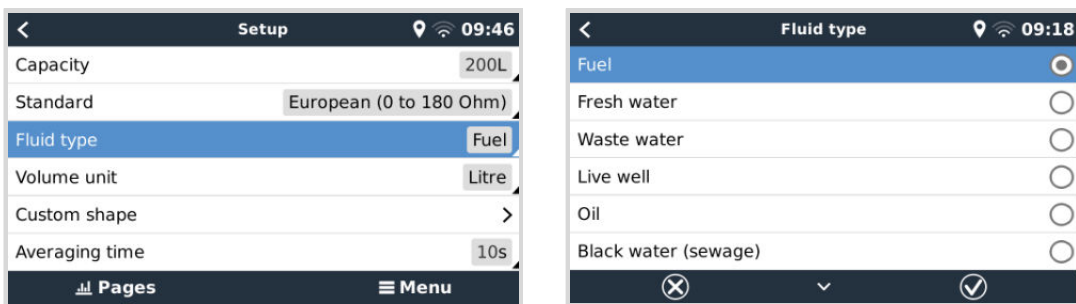 Setup 09:46
Capacity 200L
Standard European (0 to 180 Ohm)
Fluid type Fuel
Volume unit Litre
Custom shape
Averaging time 10s
Pages Menu
Fluid type 09:18
Fuel
Fresh water
Waste water
Live well
Oil
Black water (sewage)